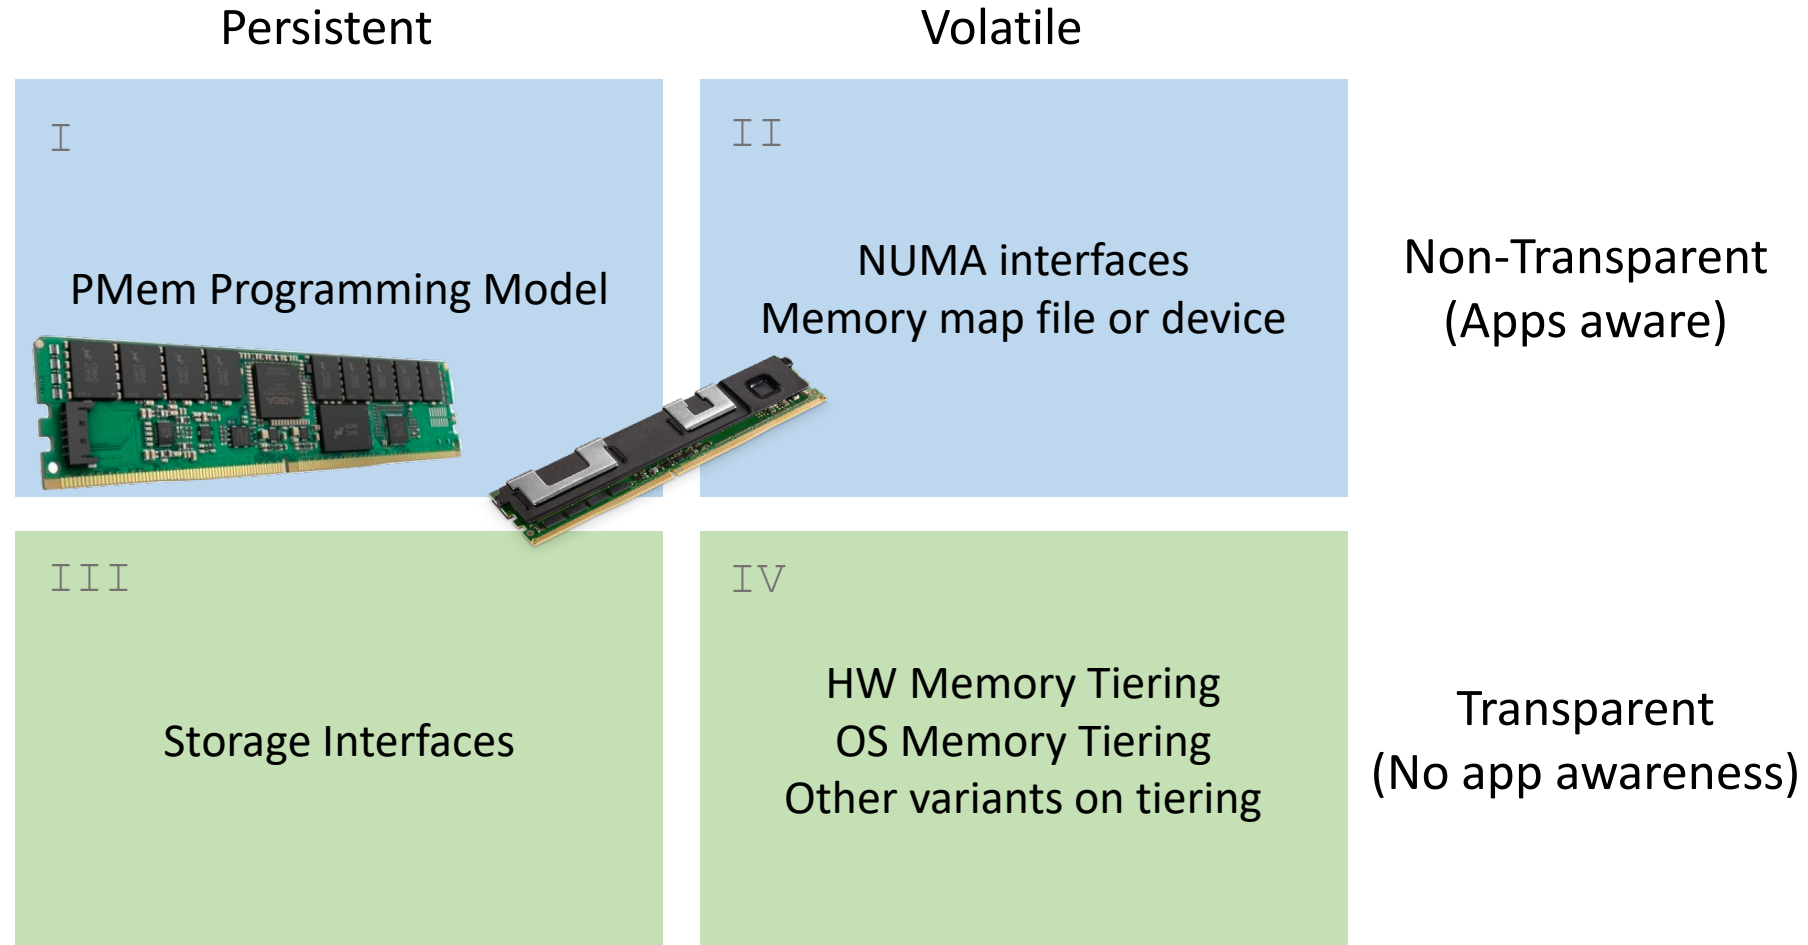 Persistent
Volatile
I
II
PMem Programming Model
NUMA interfaces
Memory map file or device
Non-Transparent
(Apps aware)
III
IV
Storage Interfaces
HW Memory Tiering
OS Memory Tiering
Other variants on tiering
Transparent
(No app awareness)